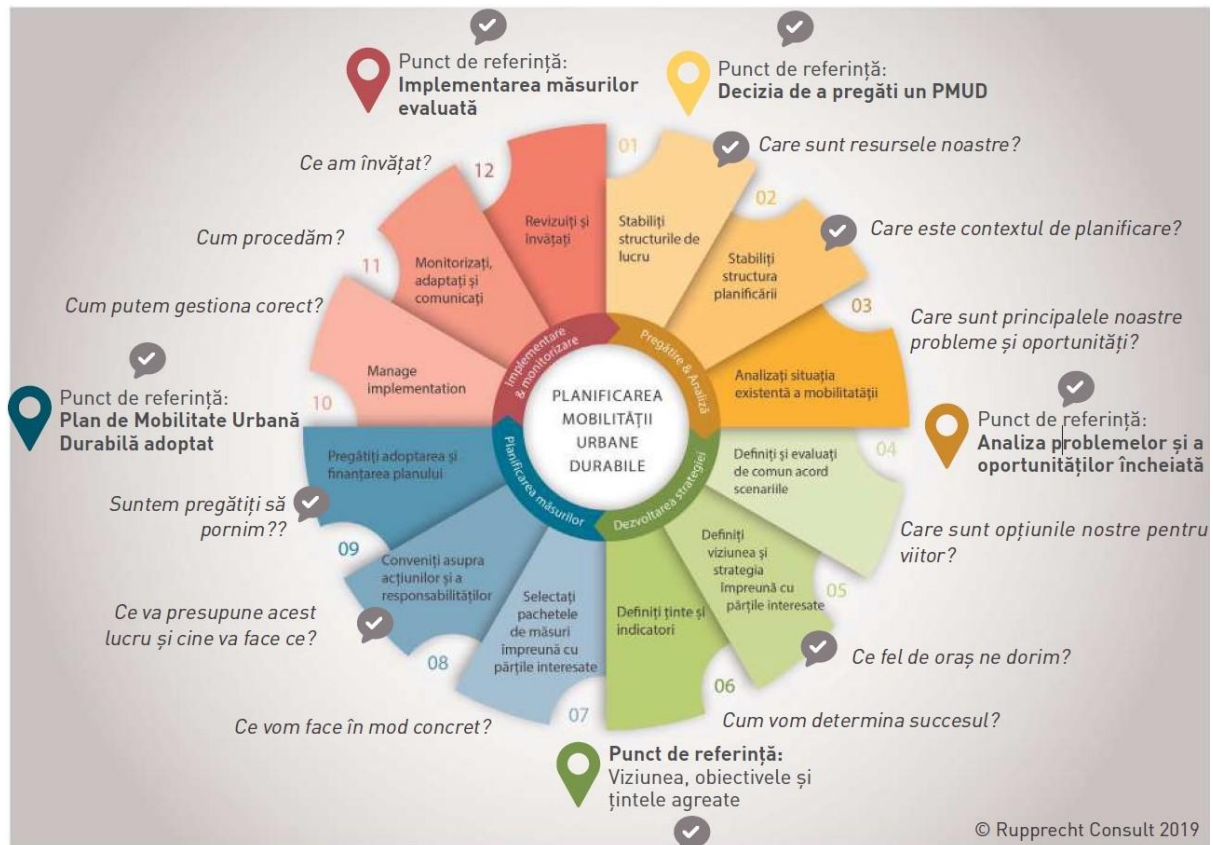 Punct de referință:
Implementarea măsurilor
evaluată
Punct de referință:
Decizia de a pregăti un PMUD
Ce am învățat?
12
01
Care sunt resursele noastre?
Revizuiți și
învățați
Stabiliți
structurile de
lucru
02
Care este contextul de planificare?
Cum procedăm?
11
Monitorizați,
adaptați și
comunicați
Stabiliți
structura
planificării
03
Care sunt principalele noastre
probleme și oportunități?
Cum putem gestiona corect?
Manage
implementation
10
Analizați situația
existentă a mobilitatății
Implementare
& monitorizare
Pregătire & Analiză
Dezvoltarea strategiei
Planificarea măsurilor
PLANIFICAREA
MOBILITĂȚII
URBANE
DURABILE
Punct de referință:
Plan de Mobilitate Urbană
Durabilă adoptat
Punct de referință:
Analiza problemelor și a
oportunităților încheiată
Pregătiți adoptarea și
finanțarea planului
04
Definiți și evaluați
de comun acord
scenariile
Suntem pregătiți să
pornim??
09
Care sunt opțiunile nostre pentru
viitor?
Conveniți asupra
acțiunilor și a
responsabilităților
Definiți
viziunea și
strategia
împreună cu
părțile interesate
05
Ce va presupune acest
lucru și cine va face ce?
08
Selectați
pachetele
de măsuri
împreună cu
părțile interesate
Definiți ținte și
indicatori
Ce fel de oraș ne dorim?
06
07
Ce vom face în mod concret?
Cum vom determina succesul?
Punct de referință:
Viziunea, obiectivele și
țintele agreate
© Rupprecht Consult 2019